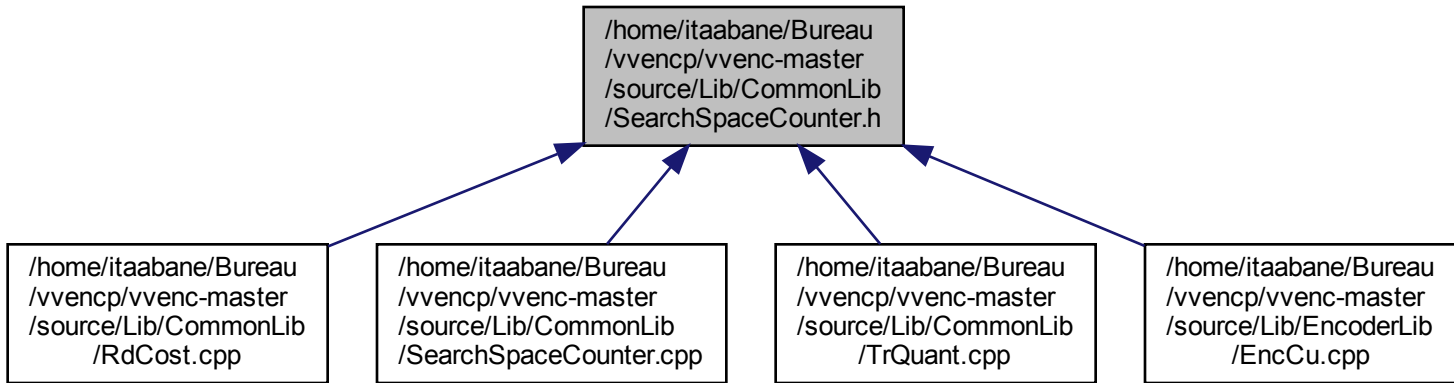 /home/itaabane/Bureau
/vvencp/vvenc-master
/source/Lib/CommonLib
/SearchSpaceCounter.h
/home/itaabane/Bureau
/vvencp/vvenc-master
/source/Lib/CommonLib
/RdCost.cpp
/home/itaabane/Bureau
/vvencp/vvenc-master
/source/Lib/CommonLib
/SearchSpaceCounter.cpp
/home/itaabane/Bureau
/vvencp/vvenc-master
/source/Lib/CommonLib
/TrQuant.cpp
/home/itaabane/Bureau
/vvencp/vvenc-master
/source/Lib/EncoderLib
/EncCu.cpp